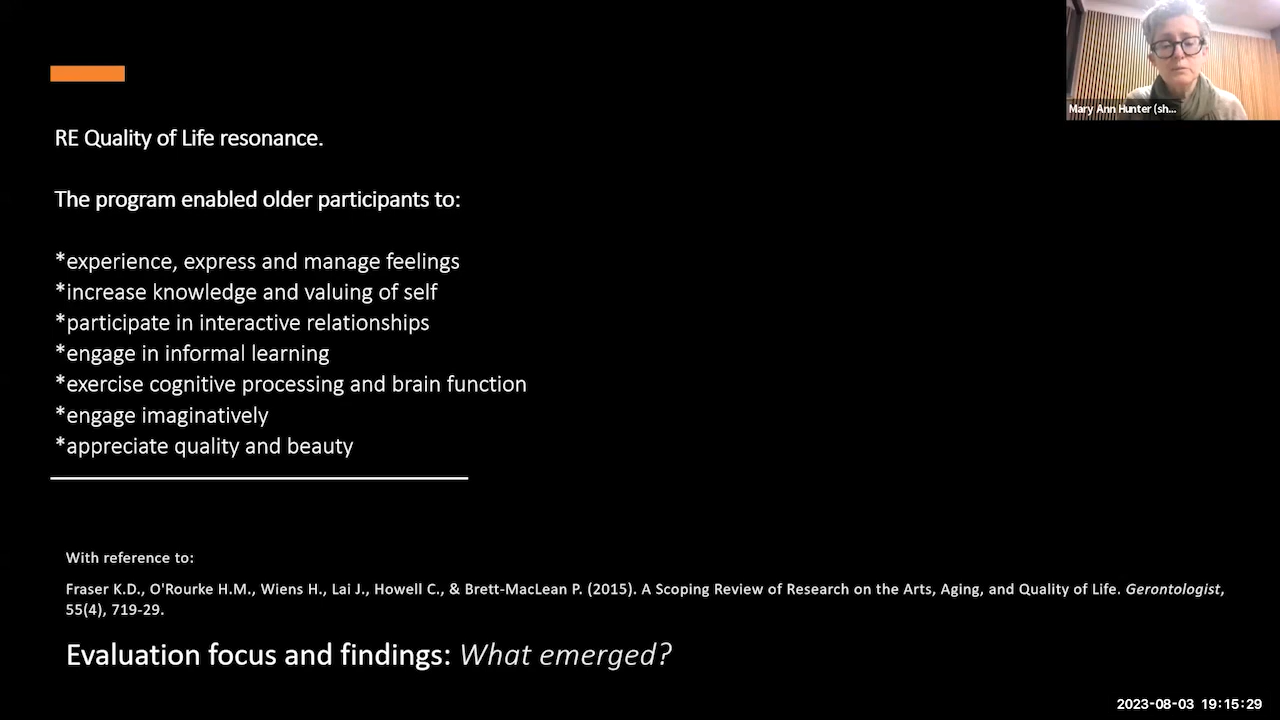 Mary Ann Hunter (sh...
RE Quality of Life resonance.
The program enabled older participants to:
*experience, express and manage feelings
*increase knowledge and valuing of self
*participate in interactive relationships
*engage in informal learning
*exercise cognitive processing and brain function
*engage imaginatively
*appreciate quality and beauty
With reference to:
Fraser K.D., O'Rourke H.M., Wiens H., Lai J., Howell C., & Brett-MacLean P. (2015). A Scoping Review of Research on the Arts, Aging, and Quality of Life. Gerontologist,
55(4), 719-29.
Evaluation focus and findings: What emerged?
2023-08-03 19:15:29